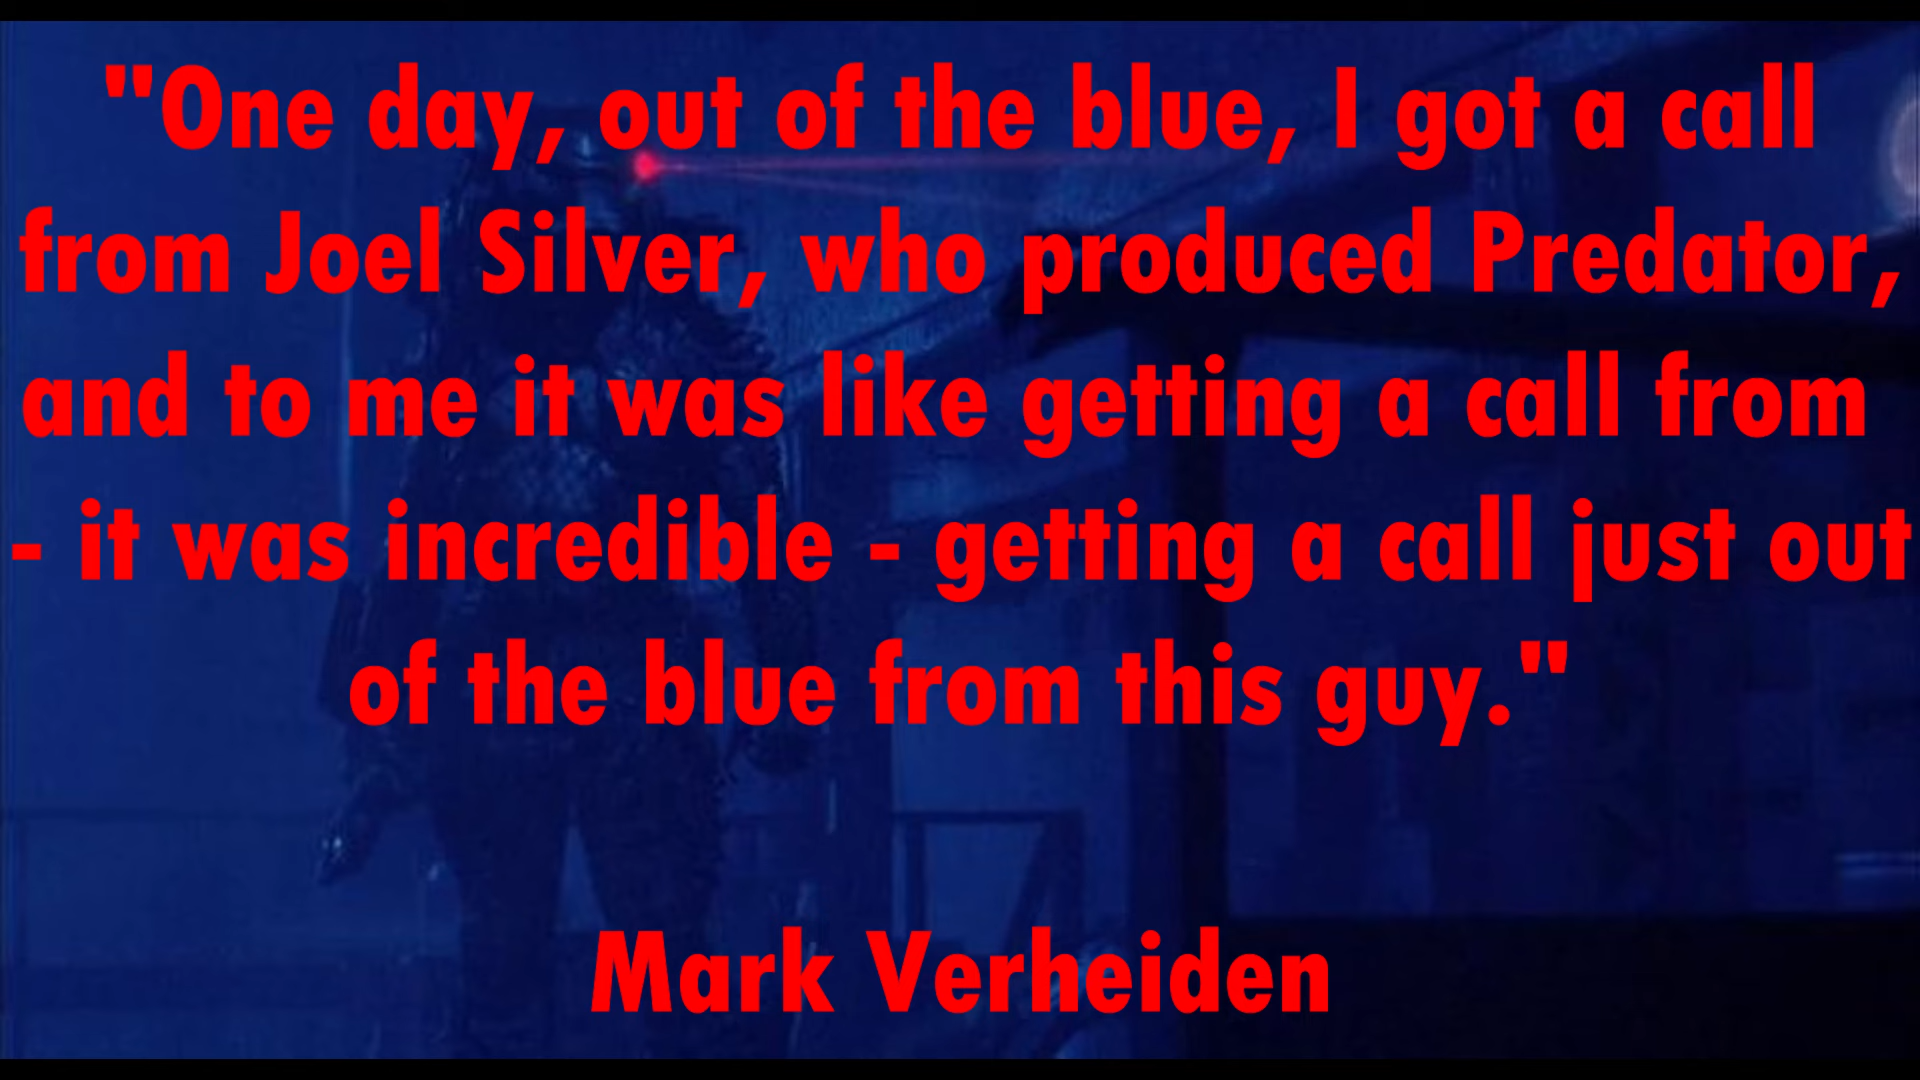 "One day, out of the blue, I got a call
from Joel Silver, who produced Predator,
and to me it was like getting a call from
- it was incredible - getting a call just out
of the blue from this guy."
Mark Verheiden